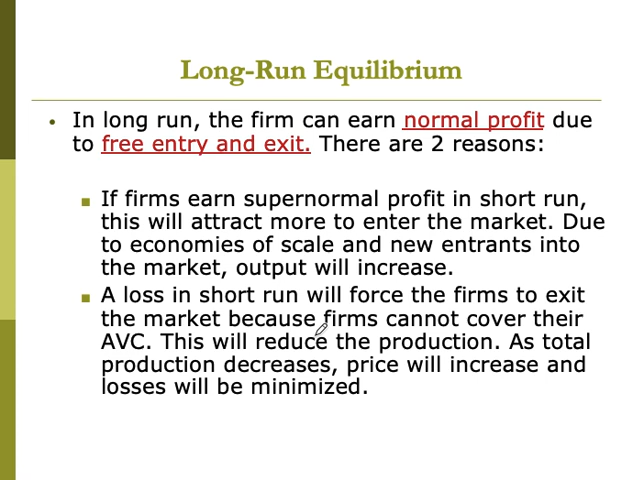 Long-Run Equilibrium
• In long run, the firm can earn normal profit due
to free entry and exit. There are 2 reasons:
■ If firms earn supernormal profit in short run,
this will attract more to enter the market. Due
to economies of scale and new entrants into
the market, output will increase.
■ A loss in short run will force the firms to exit
the market because firms cannot cover their
AVC. This will reduce the production. As total
production decreases, price will increase and
losses will be minimized.